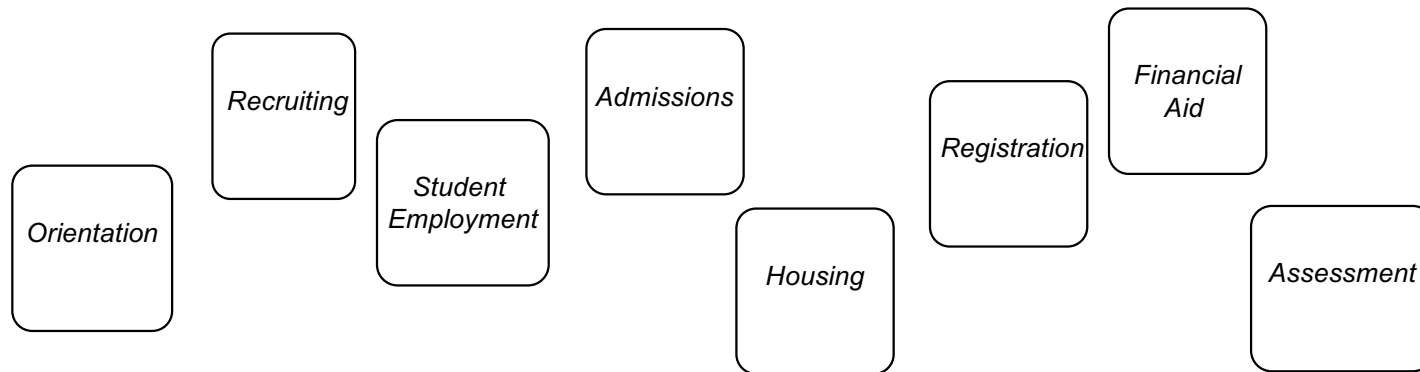 Orientation
Recruiting
Student
Employment
Admissions
Housing
Registration
Financial
Aid
Assessment